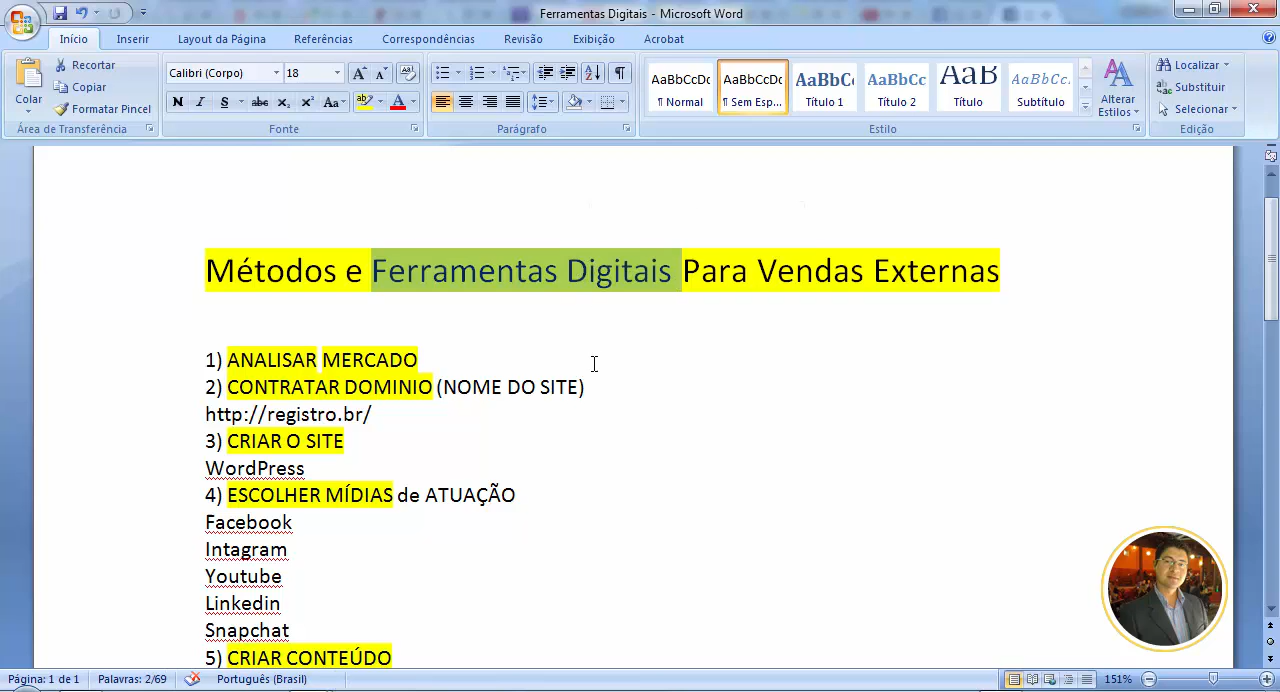 Ferramentas Digitais - Microsoft Word
Início Inserir Layout da Página Referências Correspondências Revisão Exibição Acrobat
Colar
Recortar
Copiar
Formatar Pincel
Área de Transferência
Calibri (Corpo) 18
N I S abc x₂ x² Aa
Fonte
Parágrafo
AaBbCcDc AaBbCcDc AaBbC AaBbCc AaB AaBbCc.
¶ Normal ¶ Sem Esp... Título 1 Título 2 Título Subtítulo
Alterar Estilos
Estilo
Localizar
Substituir
Selecionar
Edição
Métodos e Ferramentas Digitais Para Vendas Externas
1) ANALISAR MERCADO
2) CONTRATAR DOMINIO (NOME DO SITE)
http://registro.br/
3) CRIAR O SITE
WordPress
4) ESCOLHER MÍDIAS de ATUAÇÃO
Facebook
Intagram
Youtube
Linkedin
Snapchat
5) CRIAR CONTEÚDO
Página: 1 de 1 Palavras: 2/69 Português (Brasil) 151%